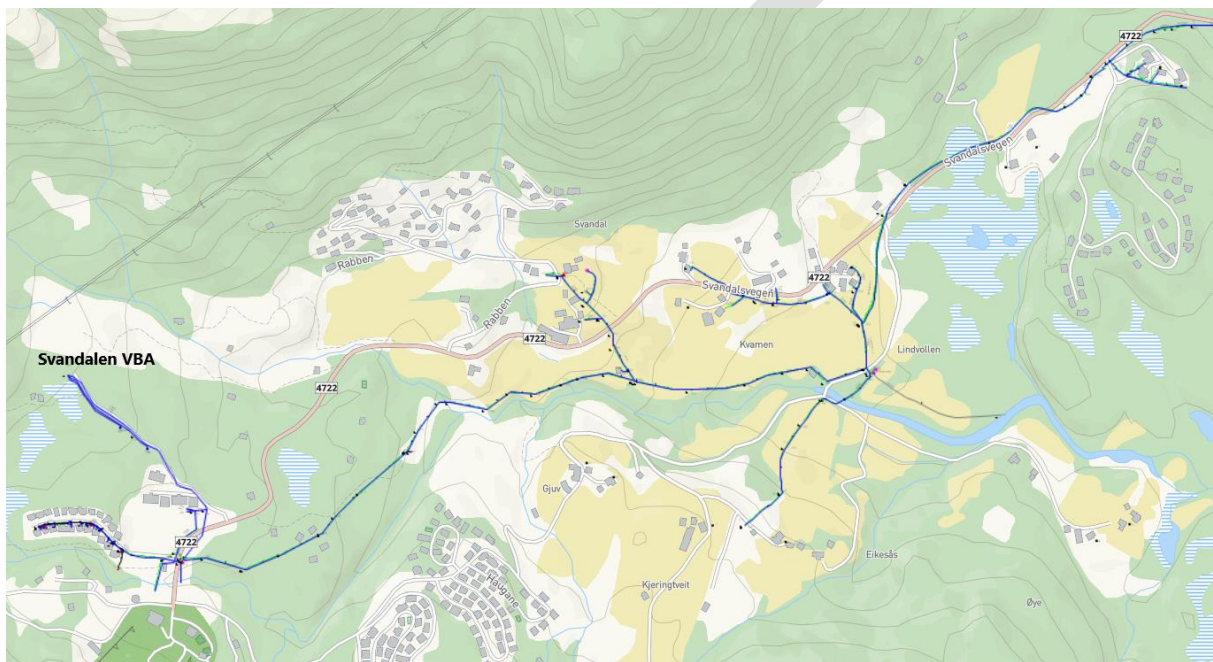 4722
Svandalsvegen
Svandal
Rabben
Svandalsvegen
4722
Rabben
4722
Kvamen
Lindvollen
Svandalen VBA
4722
Gjuv
4722
Eikesås
Haugane
Kjeringtveit
Øye